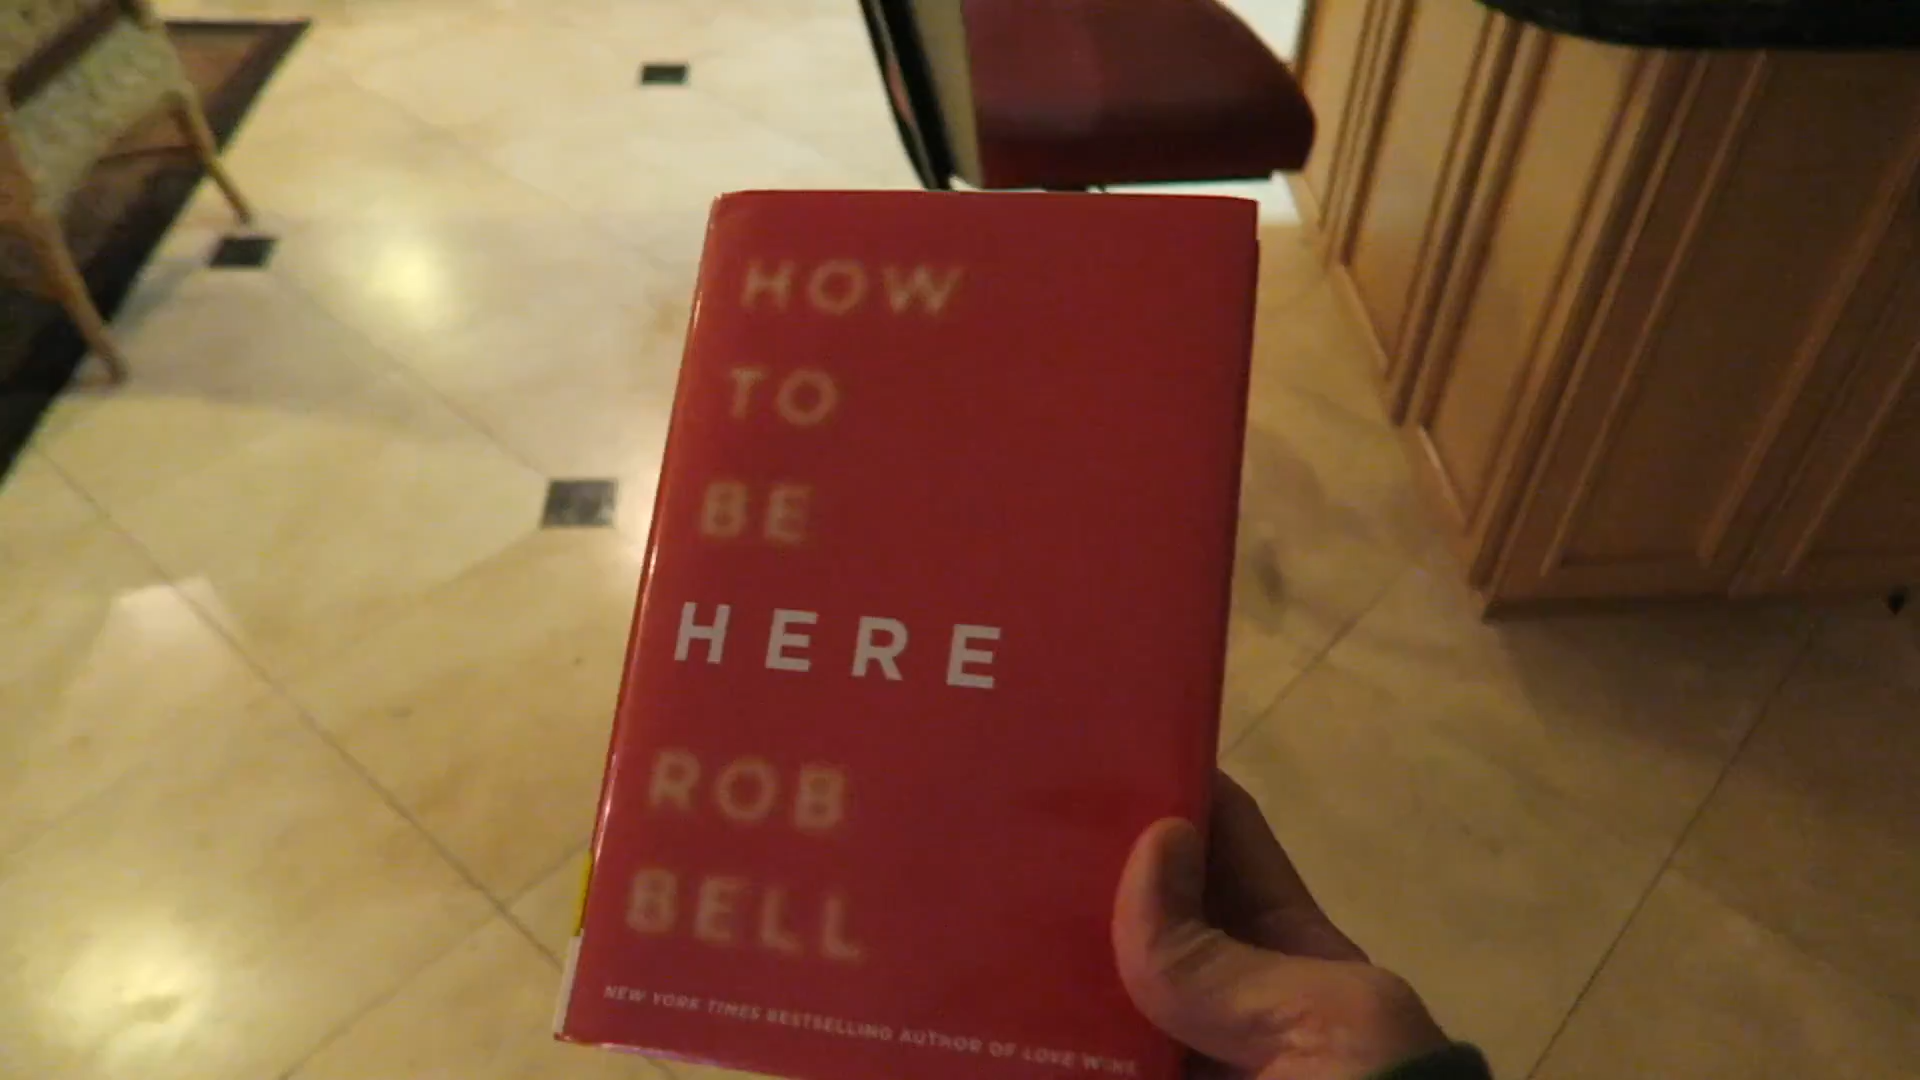 HOW
TO
BE
HERE
ROB
BELL
NEW YORK TIMES BESTSELLING AUTHOR OF LOVE WINS